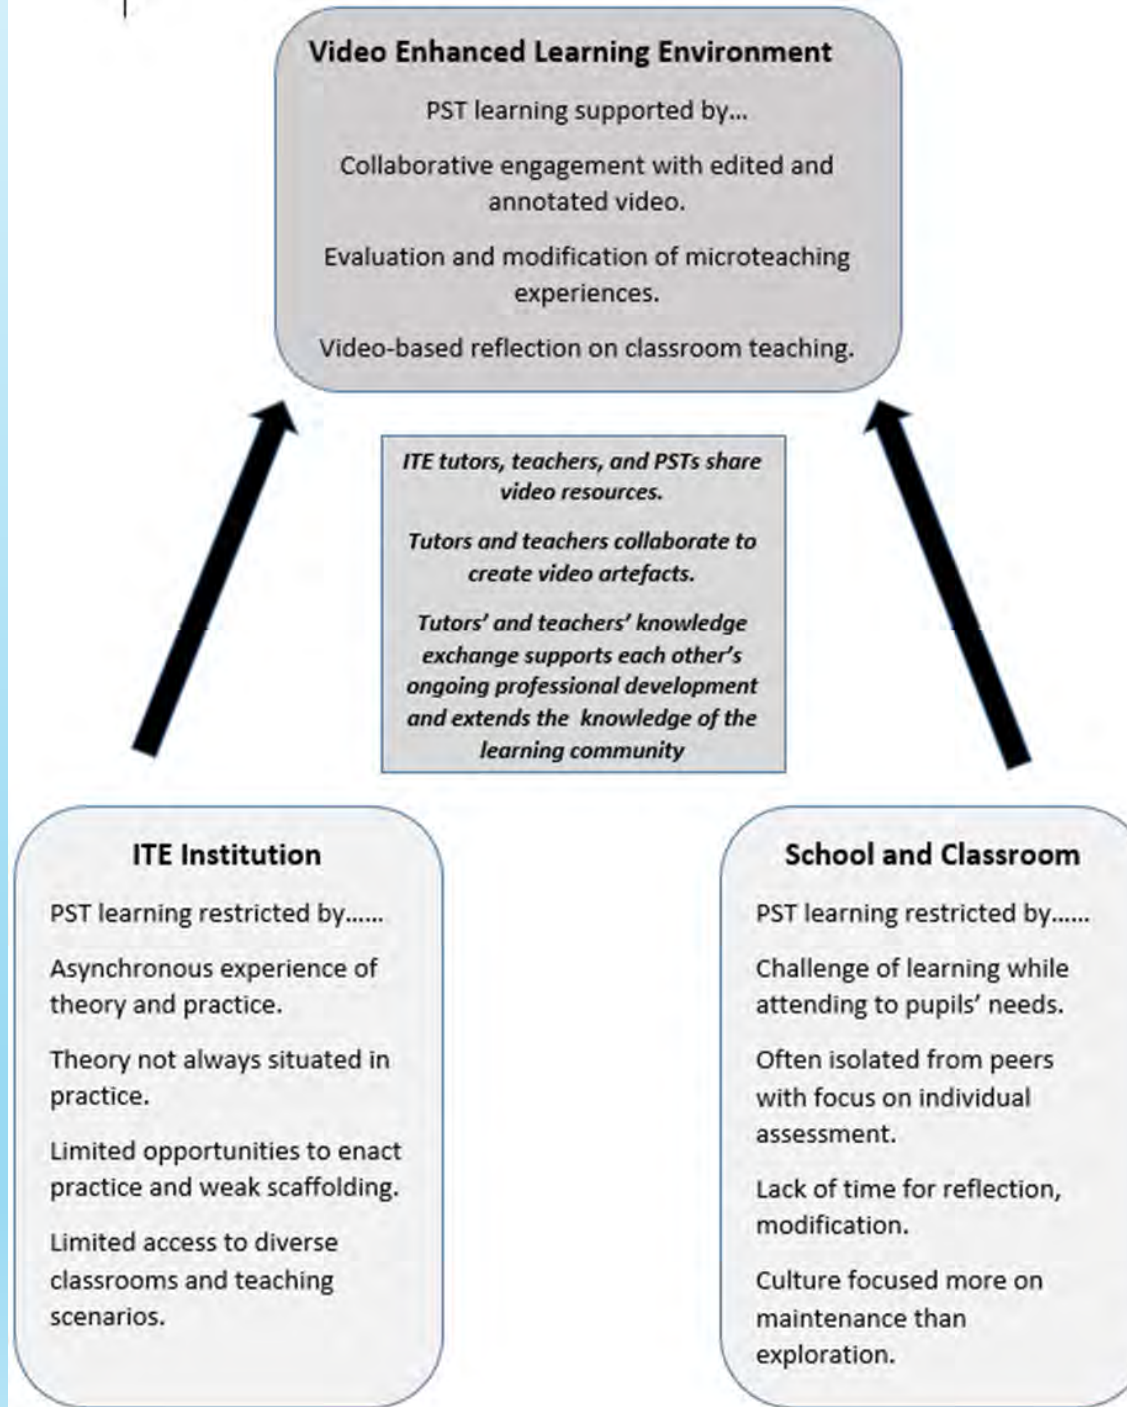 Video Enhanced Learning Environment
PST learning supported by...
Collaborative engagement with edited and
annotated video.
Evaluation and modification of microteaching
experiences.
Video-based reflection on classroom teaching.
ITE tutors, teachers, and PSTs share
video resources.
Tutors and teachers collaborate to
create video artefacts.
Tutors’ and teachers’ knowledge
exchange supports each other’s
ongoing professional development
and extends the knowledge of the
learning community
ITE Institution
PST learning restricted by......
Asynchronous experience of
theory and practice.
Theory not always situated in
practice.
Limited opportunities to enact
practice and weak scaffolding.
Limited access to diverse
classrooms and teaching
scenarios.
School and Classroom
PST learning restricted by......
Challenge of learning while
attending to pupils’ needs.
Often isolated from peers
with focus on individual
assessment.
Lack of time for reflection,
modification.
Culture focused more on
maintenance than
exploration.